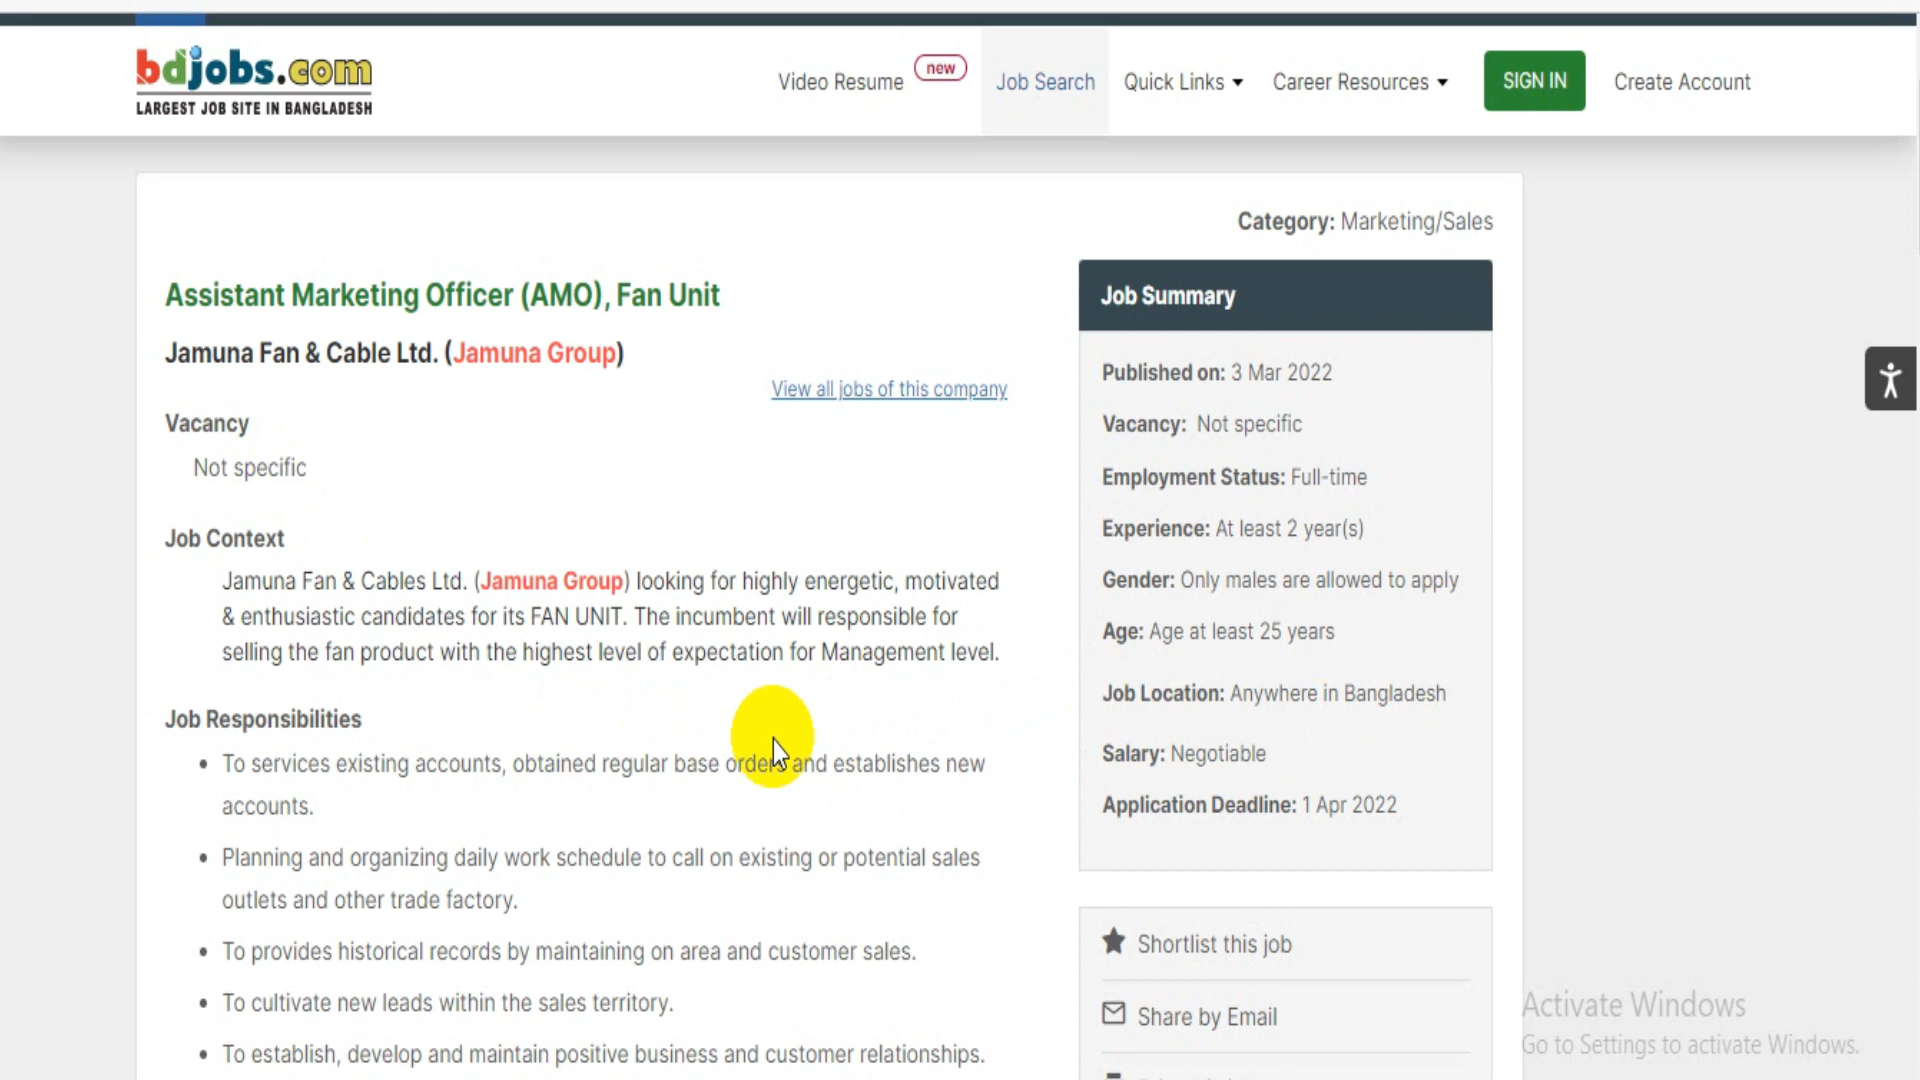 bdjobs.com
LARGEST JOB SITE IN BANGLADESH
Video Resume new Job Search Quick Links Career Resources SIGN IN Create Account
Category: Marketing/Sales
Assistant Marketing Officer (AMO), Fan Unit
Jamuna Fan & Cable Ltd. (Jamuna Group)
View all jobs of this company
Vacancy
Not specific
Job Context
Jamuna Fan & Cables Ltd. (Jamuna Group) looking for highly energetic, motivated
& enthusiastic candidates for its FAN UNIT. The incumbent will responsible for
selling the fan product with the highest level of expectation for Management level.
Job Responsibilities
• To services existing accounts, obtained regular base orders and establishes new
accounts.
• Planning and organizing daily work schedule to call on existing or potential sales
outlets and other trade factory.
• To provides historical records by maintaining on area and customer sales.
• To cultivate new leads within the sales territory.
• To establish, develop and maintain positive business and customer relationships.
Job Summary
Published on: 3 Mar 2022
Vacancy: Not specific
Employment Status: Full-time
Experience: At least 2 year(s)
Gender: Only males are allowed to apply
Age: Age at least 25 years
Job Location: Anywhere in Bangladesh
Salary: Negotiable
Application Deadline: 1 Apr 2022
Shortlist this job
Share by Email
Activate Windows
Go to Settings to activate Windows.